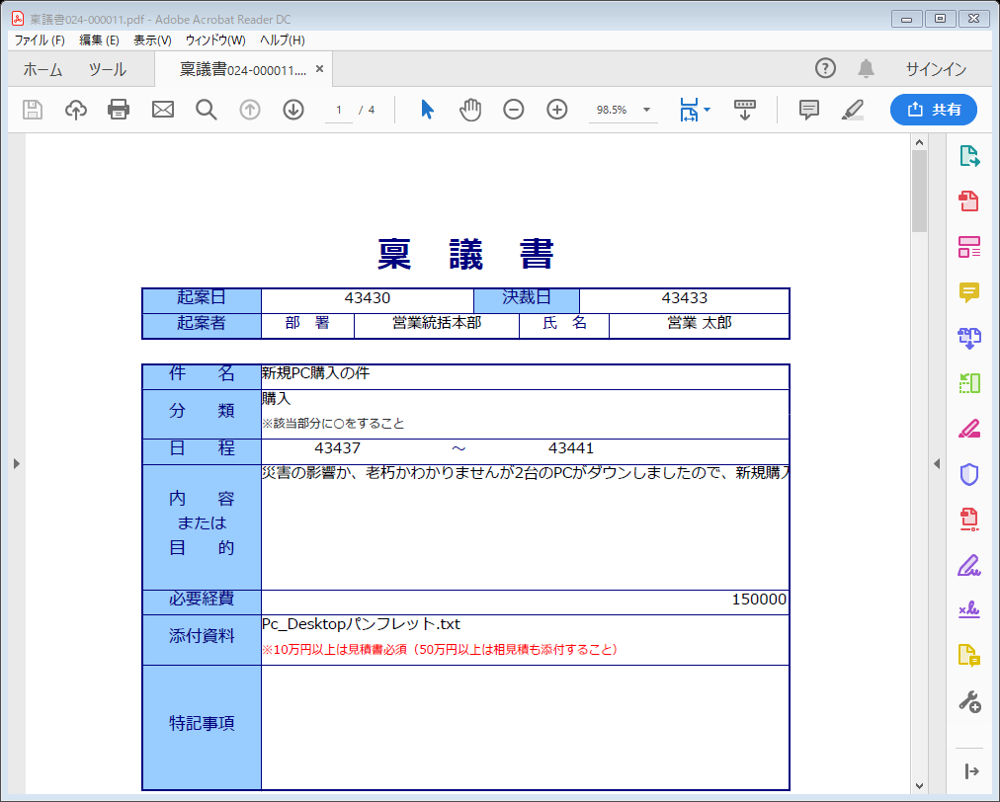 稟議書024-000011.pdf - Adobe Acrobat Reader DC
ファイル(F) 編集(E) 表示(V) ウィンドウ(W) ヘルプ(H)
ホーム ツール 稟議書024-000011.... × サインイン
1 / 4 98.5% 共有
稟 議 書
起案日 43430 決裁日 43433
起案者 部 署 営業統括本部 氏 名 営業 太郎
件 名 新規PC購入の件
分 類 購入
※該当部分に○をすること
日 程 43437 ～ 43441
内 容
または
目 的
災害の影響か、老朽かわかりませんが2台のPCがダウンしましたので、新規購入
必要経費 150000
添付資料 Pc_Desktopパンフレット.txt
※10万円以上は見積書必須（50万円以上は相見積も添付すること）
特記事項